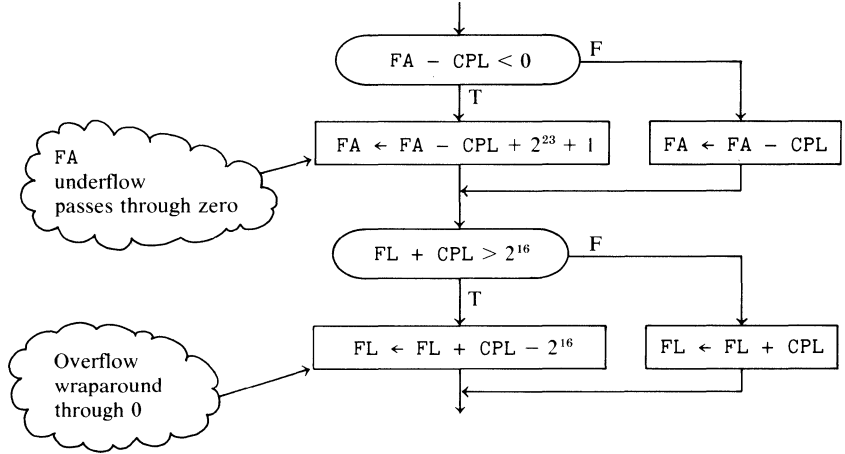 FA − CPL < 0
F
T
FA ← FA − CPL + 2²³ + 1
FA ← FA − CPL
FA
underflow
passes through zero
FL + CPL > 2¹⁶
F
T
FL ← FL + CPL − 2¹⁶
FL ← FL + CPL
Overflow
wraparound
through 0